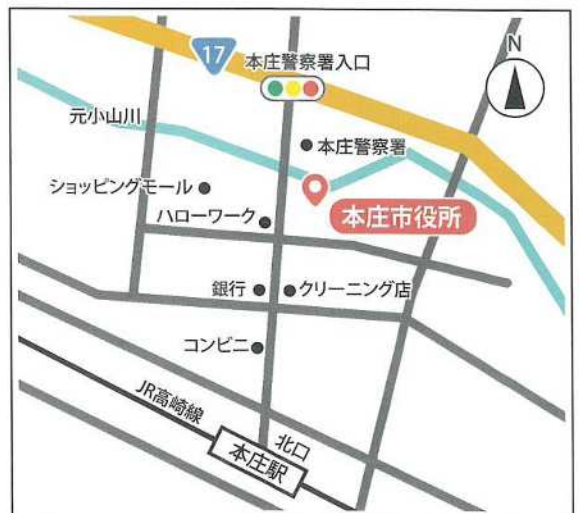 N
17
本庄警察署入口
元小山川
本庄警察署
ショッピングモール
本庄市役所
ハローワーク
銀行
クリーニング店
コンビニ
JR高崎線
北口
本庄駅